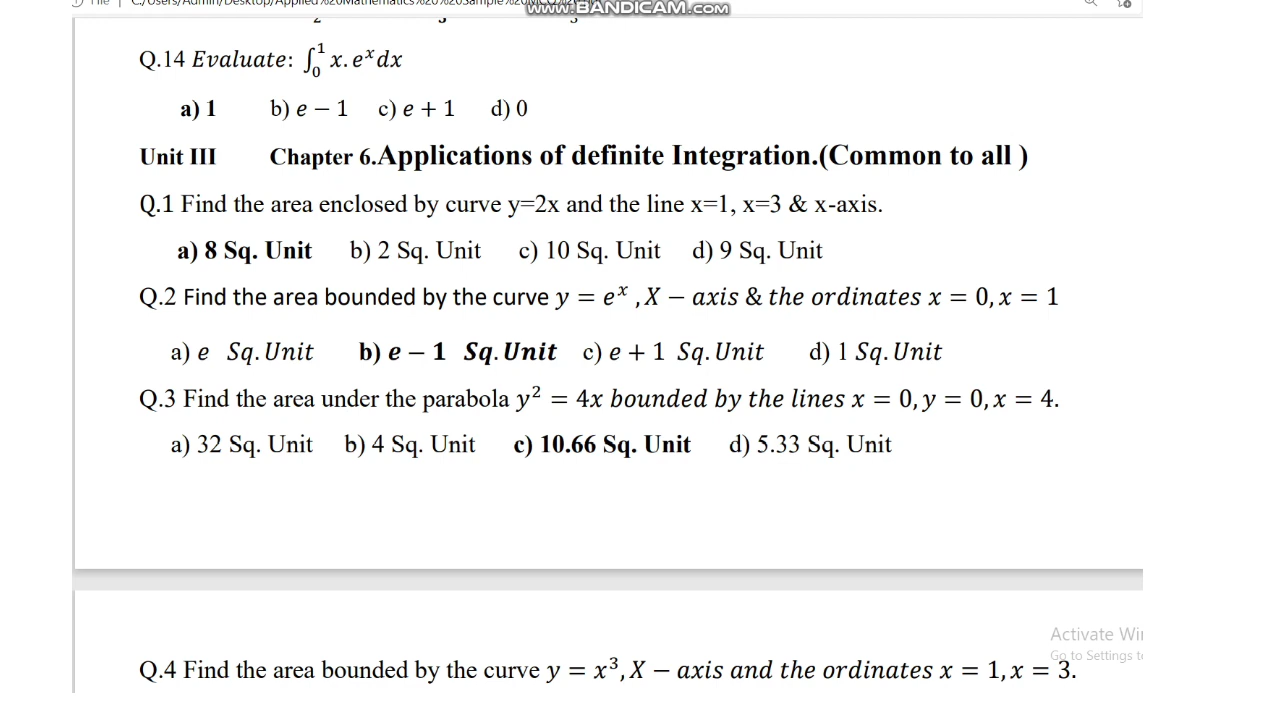 WWW.BANDICAM.COM
Q.14 Evaluate: ∫₀¹ x.eˣdx
a) 1 b) e − 1 c) e + 1 d) 0
Unit III Chapter 6.Applications of definite Integration.(Common to all )
Q.1 Find the area enclosed by curve y=2x and the line x=1, x=3 & x-axis.
a) 8 Sq. Unit b) 2 Sq. Unit c) 10 Sq. Unit d) 9 Sq. Unit
Q.2 Find the area bounded by the curve y = eˣ ,X − axis & the ordinates x = 0,x = 1
a) e Sq.Unit b) e − 1 Sq.Unit c) e + 1 Sq.Unit d) 1 Sq.Unit
Q.3 Find the area under the parabola y² = 4x bounded by the lines x = 0,y = 0,x = 4.
a) 32 Sq. Unit b) 4 Sq. Unit c) 10.66 Sq. Unit d) 5.33 Sq. Unit
Activate Wi
Go to Settings t
Q.4 Find the area bounded by the curve y = x³,X − axis and the ordinates x = 1,x = 3.